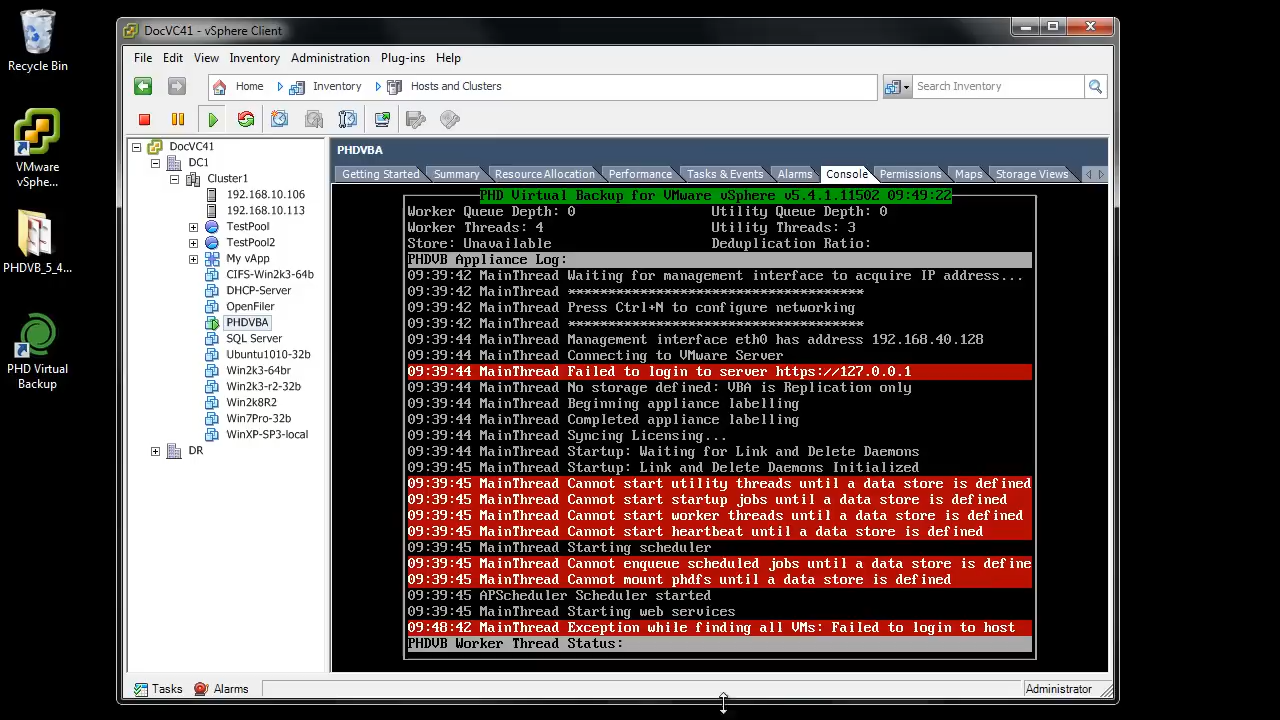 Recycle Bin
VMware
vSphe...
PHDVB_5_4...
PHD Virtual
Backup
DocVC41 - vSphere Client
File Edit View Inventory Administration Plug-ins Help
Home Inventory Hosts and Clusters
Search Inventory
DocVC41
DC1
Cluster1
192.168.10.106
192.168.10.113
TestPool
TestPool2
My vApp
CIFS-Win2k3-64b
DHCP-Server
OpenFiler
PHDVBA
SQL Server
Ubuntu1010-32b
Win2k3-64br
Win2k3-r2-32b
Win2k8R2
Win7Pro-32b
WinXP-SP3-local
DR
PHDVBA
Getting Started Summary Resource Allocation Performance Tasks & Events Alarms Console Permissions Maps Storage Views
PHD Virtual Backup for VMware vSphere v5.4.1.11502 09:49:22
Worker Queue Depth: 0 Utility Queue Depth: 0
Worker Threads: 4 Utility Threads: 3
Store: Unavailable Deduplication Ratio:
PHDVB Appliance Log:
09:39:42 MainThread Waiting for management interface to acquire IP address...
09:39:42 MainThread *************************************
09:39:42 MainThread Press Ctrl+N to configure networking
09:39:42 MainThread *************************************
09:39:44 MainThread Management interface eth0 has address 192.168.40.128
09:39:44 MainThread Connecting to VMware Server
09:39:44 MainThread Failed to login to server https://127.0.0.1
09:39:44 MainThread No storage defined: VBA is Replication only
09:39:44 MainThread Beginning appliance labelling
09:39:44 MainThread Completed appliance labelling
09:39:44 MainThread Syncing Licensing...
09:39:44 MainThread Startup: Waiting for Link and Delete Daemons
09:39:45 MainThread Startup: Link and Delete Daemons Initialized
09:39:45 MainThread Cannot start utility threads until a data store is defined
09:39:45 MainThread Cannot start startup jobs until a data store is defined
09:39:45 MainThread Cannot start worker threads until a data store is defined
09:39:45 MainThread Cannot start heartbeat until a data store is defined
09:39:45 MainThread Starting scheduler
09:39:45 MainThread Cannot enqueue scheduled jobs until a data store is define
09:39:45 MainThread Cannot mount phdfs until a data store is defined
09:39:45 APScheduler Scheduler started
09:39:45 MainThread Starting web services
09:48:42 MainThread Exception while finding all VMs: Failed to login to host
PHDVB Worker Thread Status:
Tasks Alarms Administrator